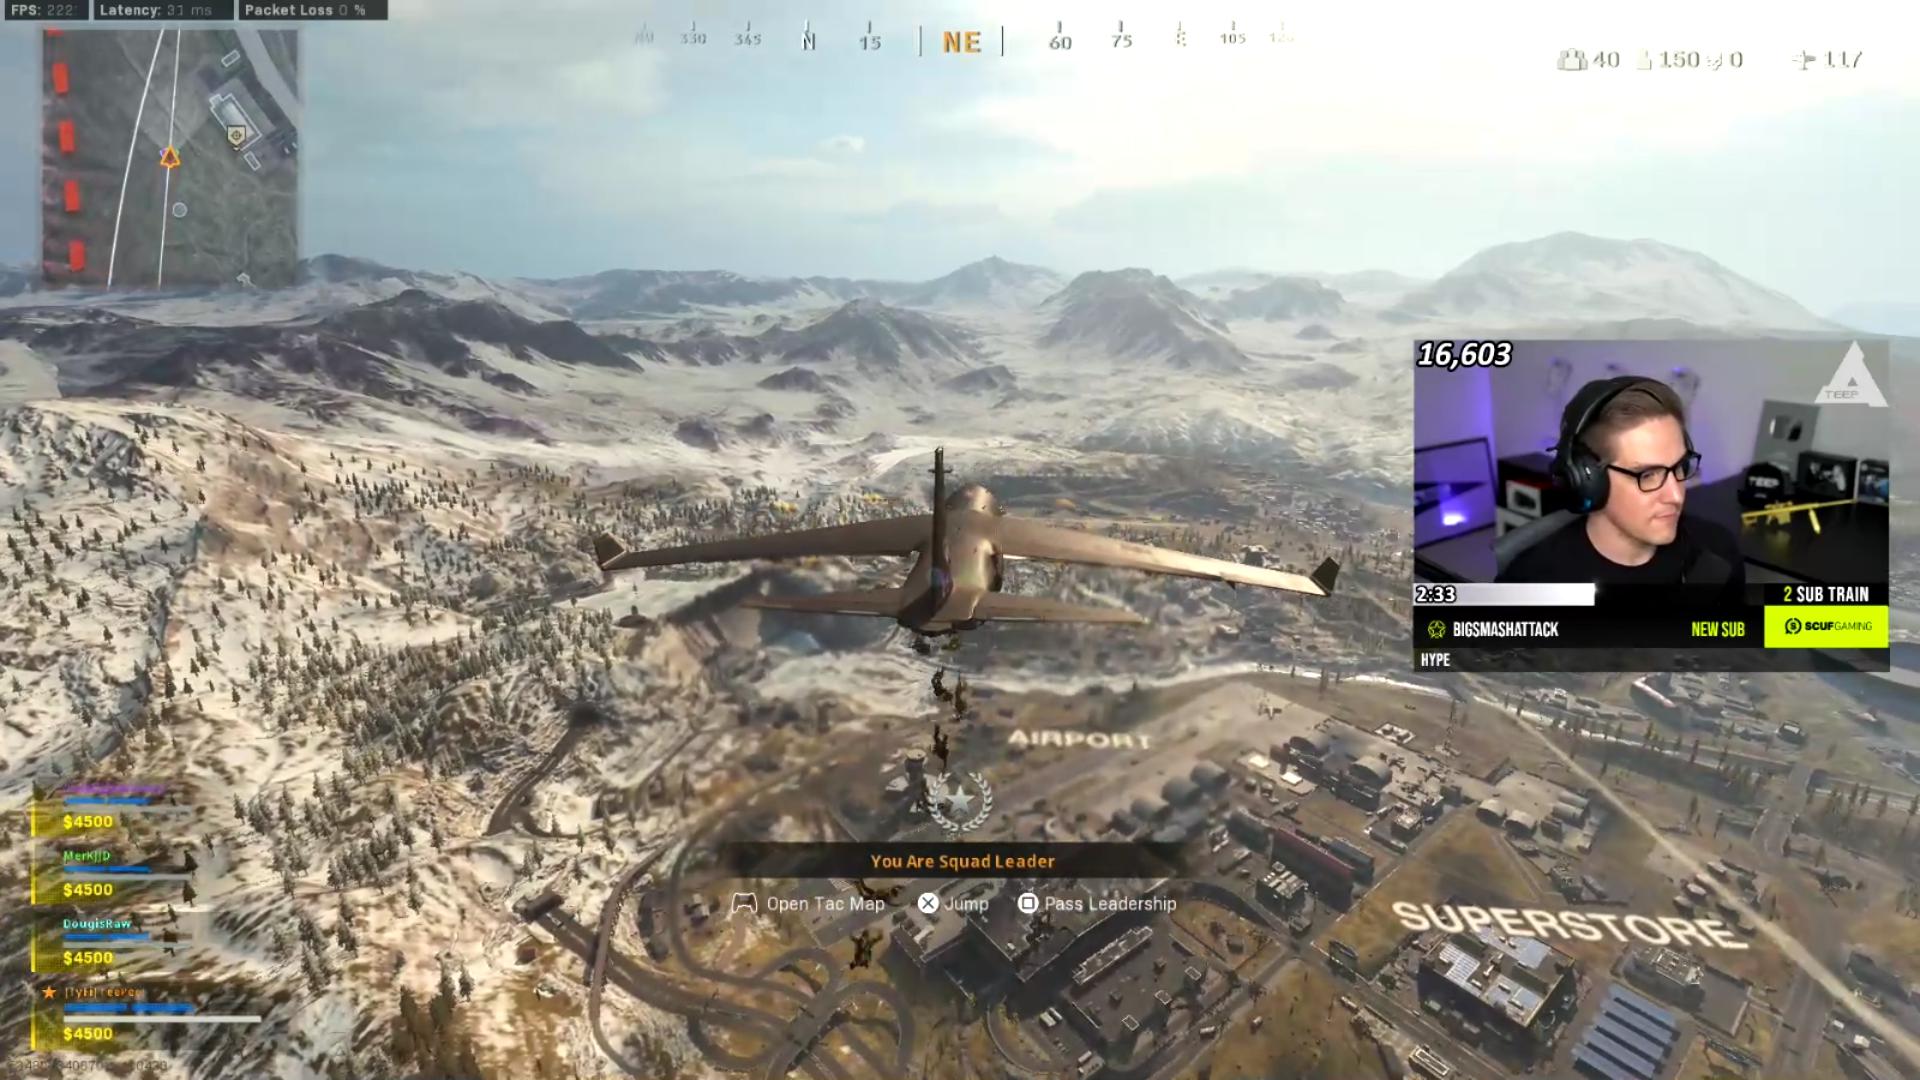 FPS: 222
Latency: 31 ms
Packet Loss 0 %
330
345
N
15
NE
60
75
E
105
40
150
0
117
16,603
TEEP
2:33
2 SUB TRAIN
BIGSMASHATTACK
NEW SUB
SCUFGAMING
HYPE
AIRPORT
SUPERSTORE
You Are Squad Leader
Open Tac Map
Jump
Pass Leadership
$4500
MerkJJD
$4500
DougisRaw
$4500
$4500